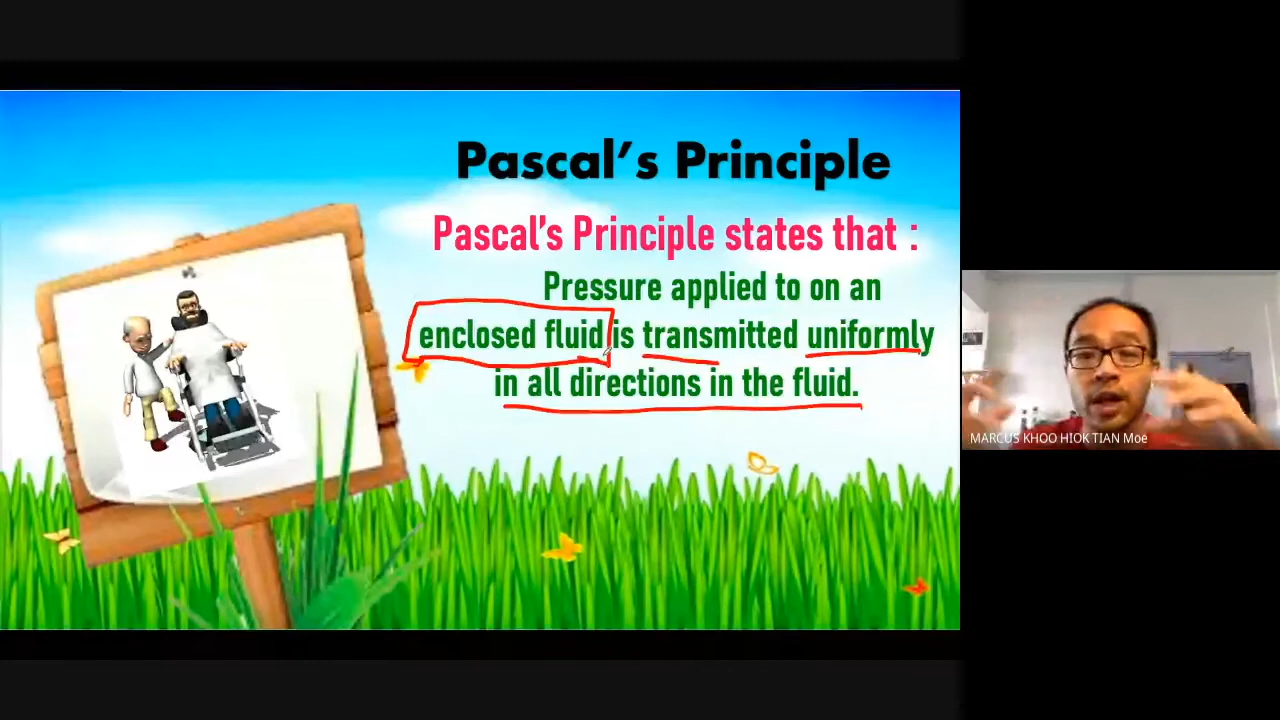 Pascal's Principle
Pascal's Principle states that :
Pressure applied to on an
enclosed fluid is transmitted uniformly
in all directions in the fluid.
MARCUS KHOO HIOK TIAN Moe